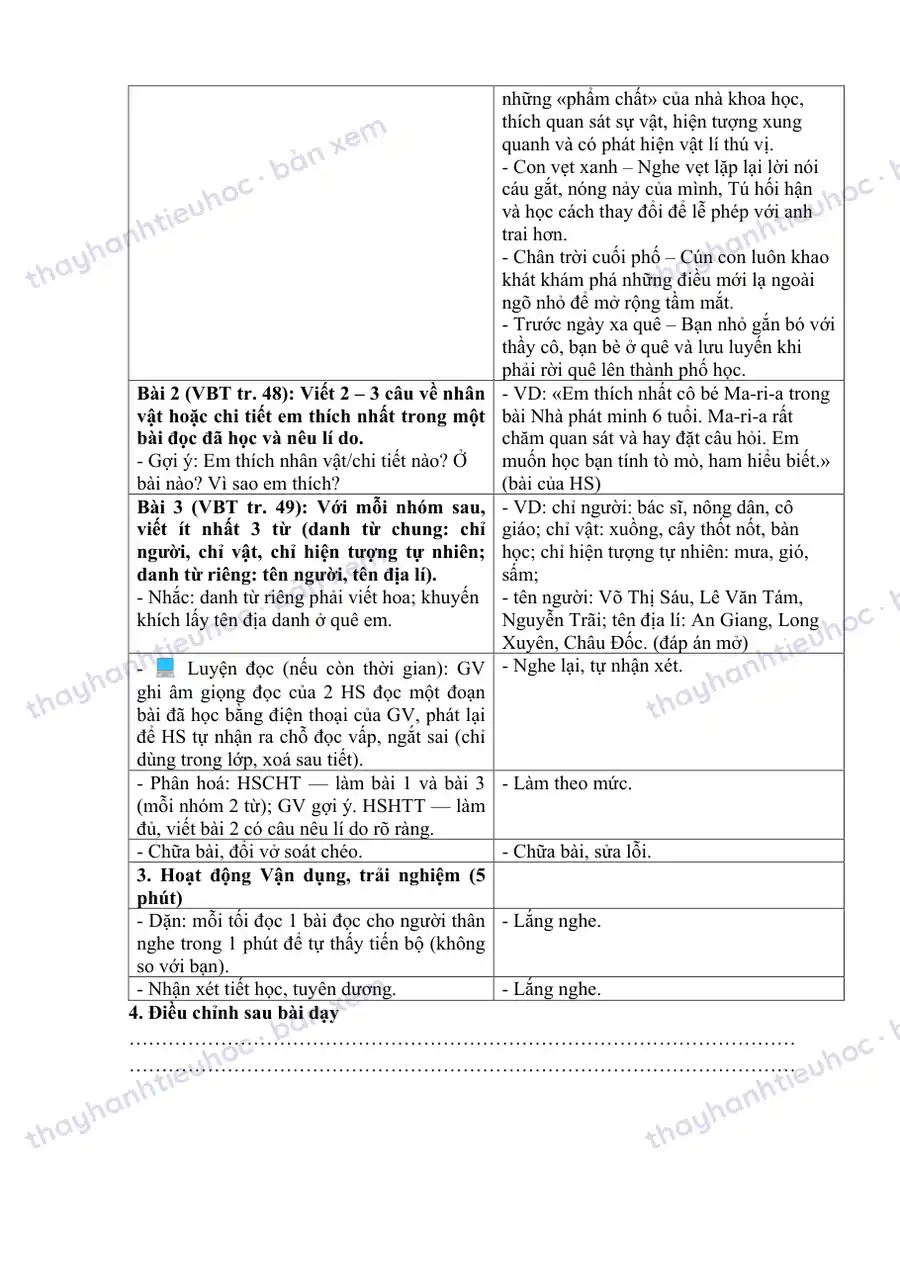 những «phẩm chất» của nhà khoa học,
thích quan sát sự vật, hiện tượng xung
quanh và có phát hiện vật lí thú vị.
- Con vẹt xanh – Nghe vẹt lặp lại lời nói
cáu gắt, nóng nảy của mình, Tú hối hận
và học cách thay đổi để lễ phép với anh
trai hơn.
- Chân trời cuối phố – Cún con luôn khao
khát khám phá những điều mới lạ ngoài
ngõ nhỏ để mở rộng tầm mắt.
- Trước ngày xa quê – Bạn nhỏ gắn bó với
thầy cô, bạn bè ở quê và lưu luyến khi
phải rời quê lên thành phố học.
Bài 2 (VBT tr. 48): Viết 2 – 3 câu về nhân
vật hoặc chi tiết em thích nhất trong một
bài đọc đã học và nêu lí do.
- Gợi ý: Em thích nhân vật/chi tiết nào? Ở
bài nào? Vì sao em thích?
- VD: «Em thích nhất cô bé Ma-ri-a trong
bài Nhà phát minh 6 tuổi. Ma-ri-a rất
chăm quan sát và hay đặt câu hỏi. Em
muốn học bạn tính tò mò, ham hiểu biết.»
(bài của HS)
Bài 3 (VBT tr. 49): Với mỗi nhóm sau,
viết ít nhất 3 từ (danh từ chung: chỉ
người, chỉ vật, chỉ hiện tượng tự nhiên;
danh từ riêng: tên người, tên địa lí).
- Nhắc: danh từ riêng phải viết hoa; khuyến
khích lấy tên địa danh ở quê em.
- VD: chỉ người: bác sĩ, nông dân, cô
giáo; chỉ vật: xuồng, cây thốt nốt, bàn
học; chỉ hiện tượng tự nhiên: mưa, gió,
sấm;
- tên người: Võ Thị Sáu, Lê Văn Tám,
Nguyễn Trãi; tên địa lí: An Giang, Long
Xuyên, Châu Đốc. (đáp án mở)
- Luyện đọc (nếu còn thời gian): GV
ghi âm giọng đọc của 2 HS đọc một đoạn
bài đã học bằng điện thoại của GV, phát lại
để HS tự nhận ra chỗ đọc vấp, ngắt sai (chỉ
dùng trong lớp, xoá sau tiết).
- Nghe lại, tự nhận xét.
- Phân hoá: HSCHT — làm bài 1 và bài 3
(mỗi nhóm 2 từ); GV gợi ý. HSHTT — làm
đủ, viết bài 2 có câu nêu lí do rõ ràng.
- Làm theo mức.
- Chữa bài, đổi vở soát chéo.
- Chữa bài, sửa lỗi.
3. Hoạt động Vận dụng, trải nghiệm (5
phút)
- Dặn: mỗi tối đọc 1 bài đọc cho người thân
nghe trong 1 phút để tự thấy tiến bộ (không
so với bạn).
- Lắng nghe.
- Nhận xét tiết học, tuyên dương.
- Lắng nghe.
4. Điều chỉnh sau bài dạy
……………………………………………………………………………………………
……………………………………………………………………………………………
thayhanhtieuhoc · bản xem
thayhanhtieuhoc · b
thayhanhtieuhoc · bản xem
thayhanhtieuhoc · b
thayhanhtieuhoc · bản xem
thayhanhtieuhoc · b